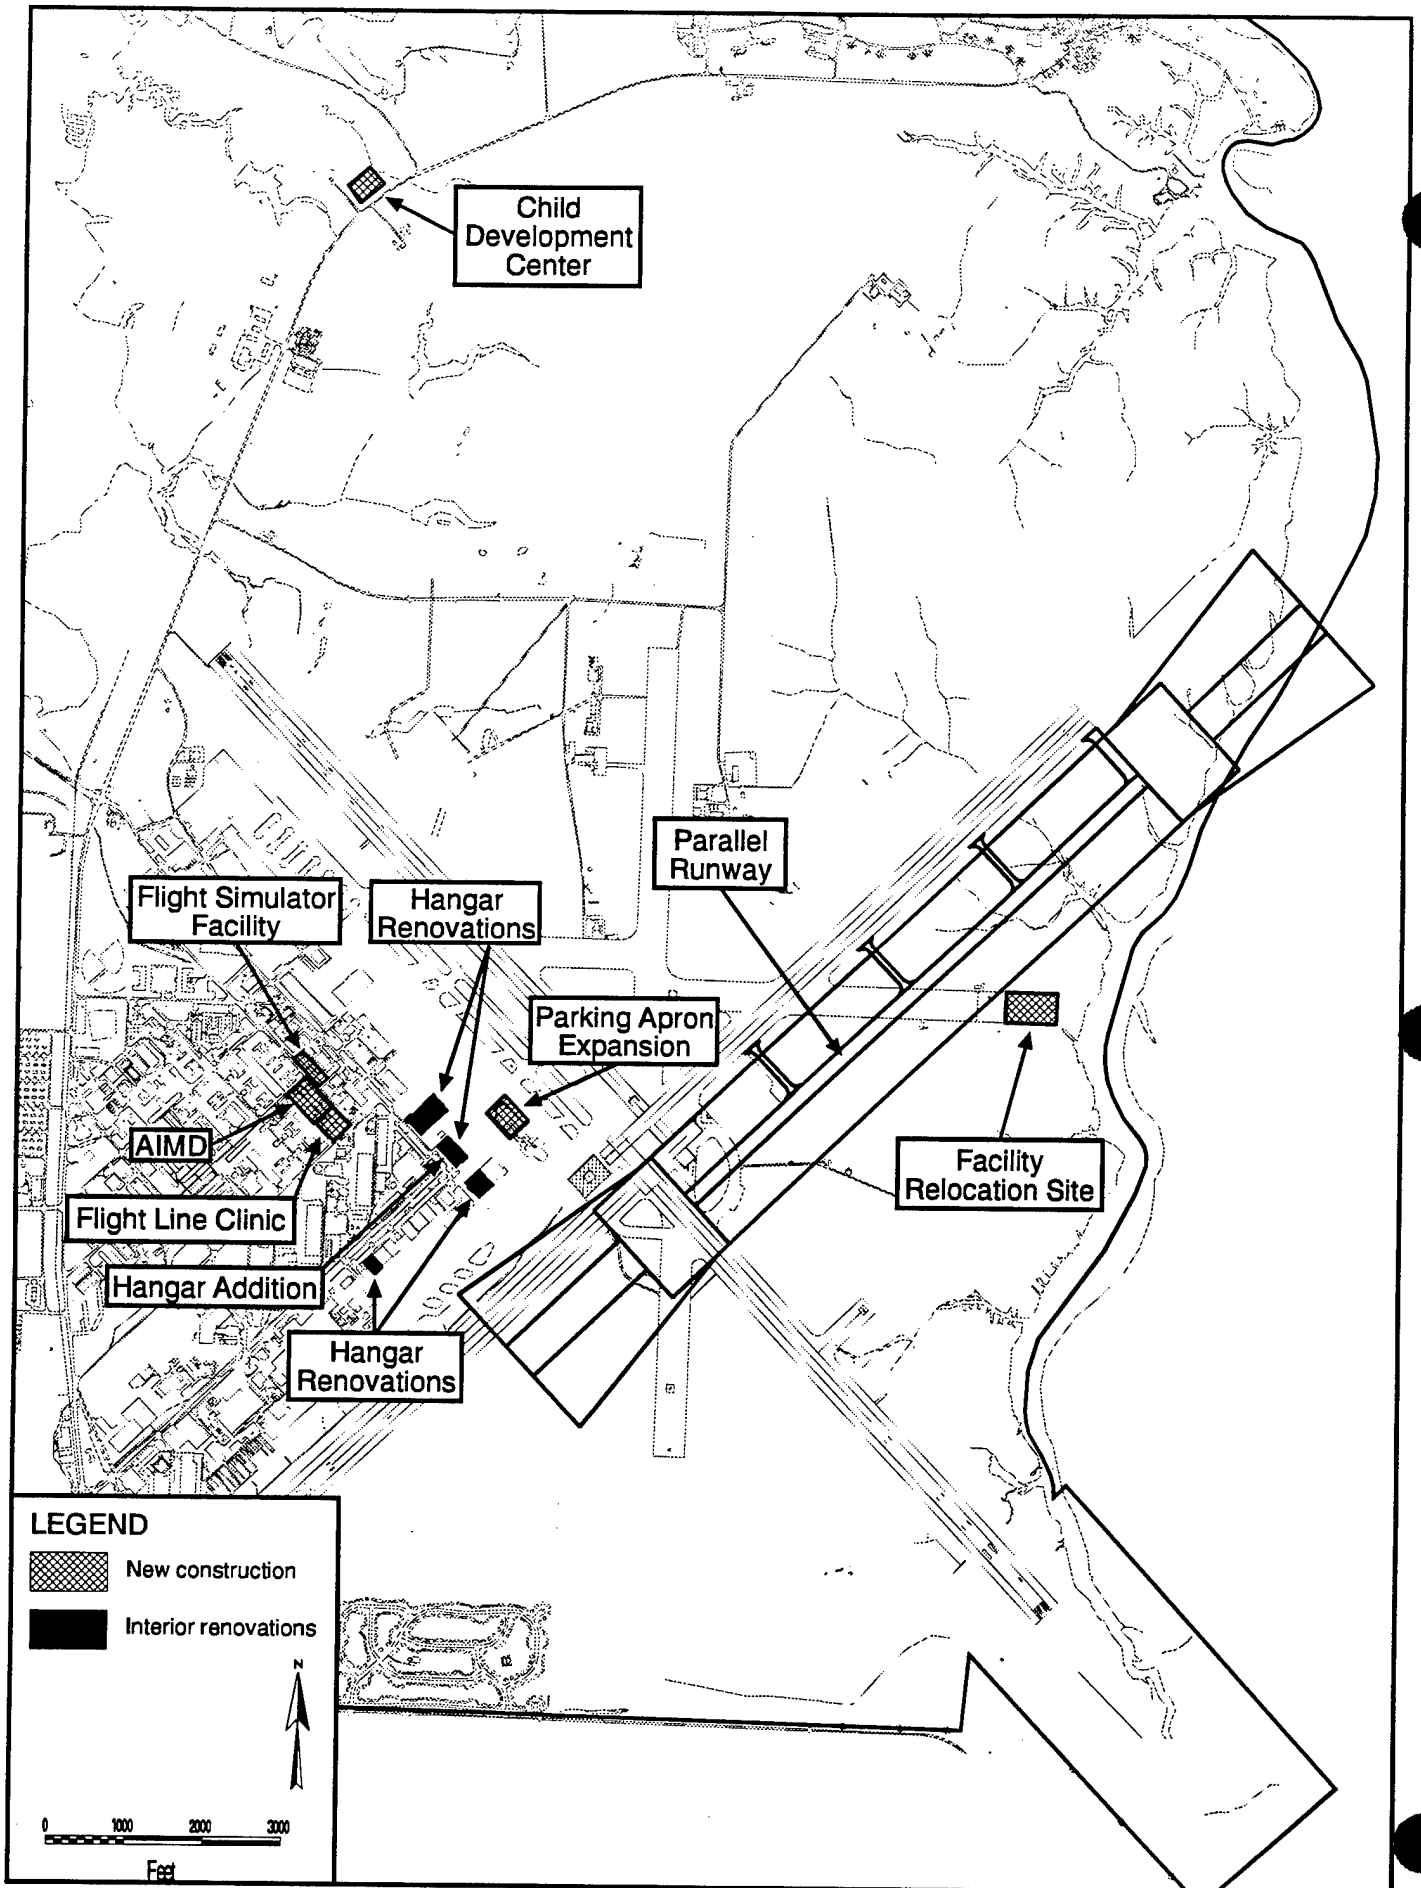 Child
Development
Center
Parallel
Runway
Flight Simulator
Facility
Hangar
Renovations
Parking Apron
Expansion
AIMD
Facility
Relocation Site
Flight Line Clinic
Hangar Addition
Hangar
Renovations
LEGEND
New construction
Interior renovations
N
0 1000 2000 3000
Feet